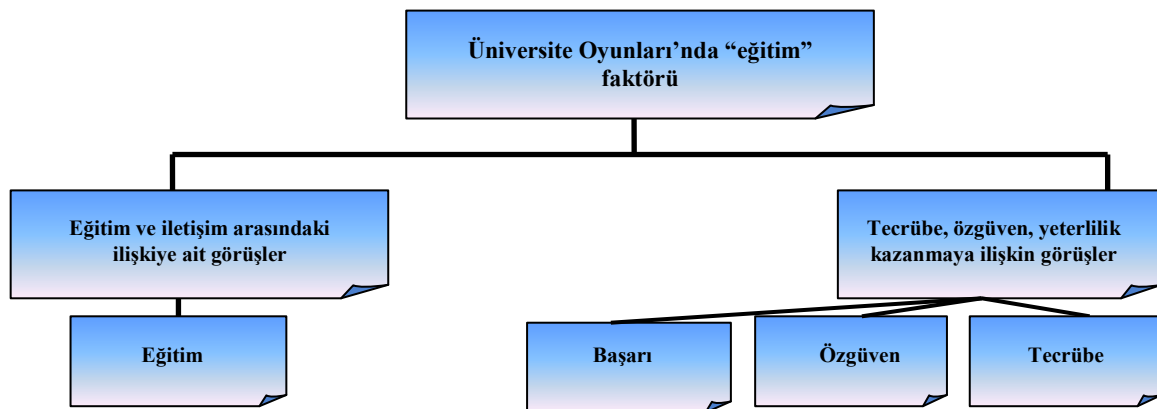 Üniversite Oyunları’nda “eğitim”
faktörü
Eğitim ve iletişim arasındaki
ilişkiye ait görüşler
Tecrübe, özgüven, yeterlilik
kazanmaya ilişkin görüşler
Eğitim
Başarı
Özgüven
Tecrübe